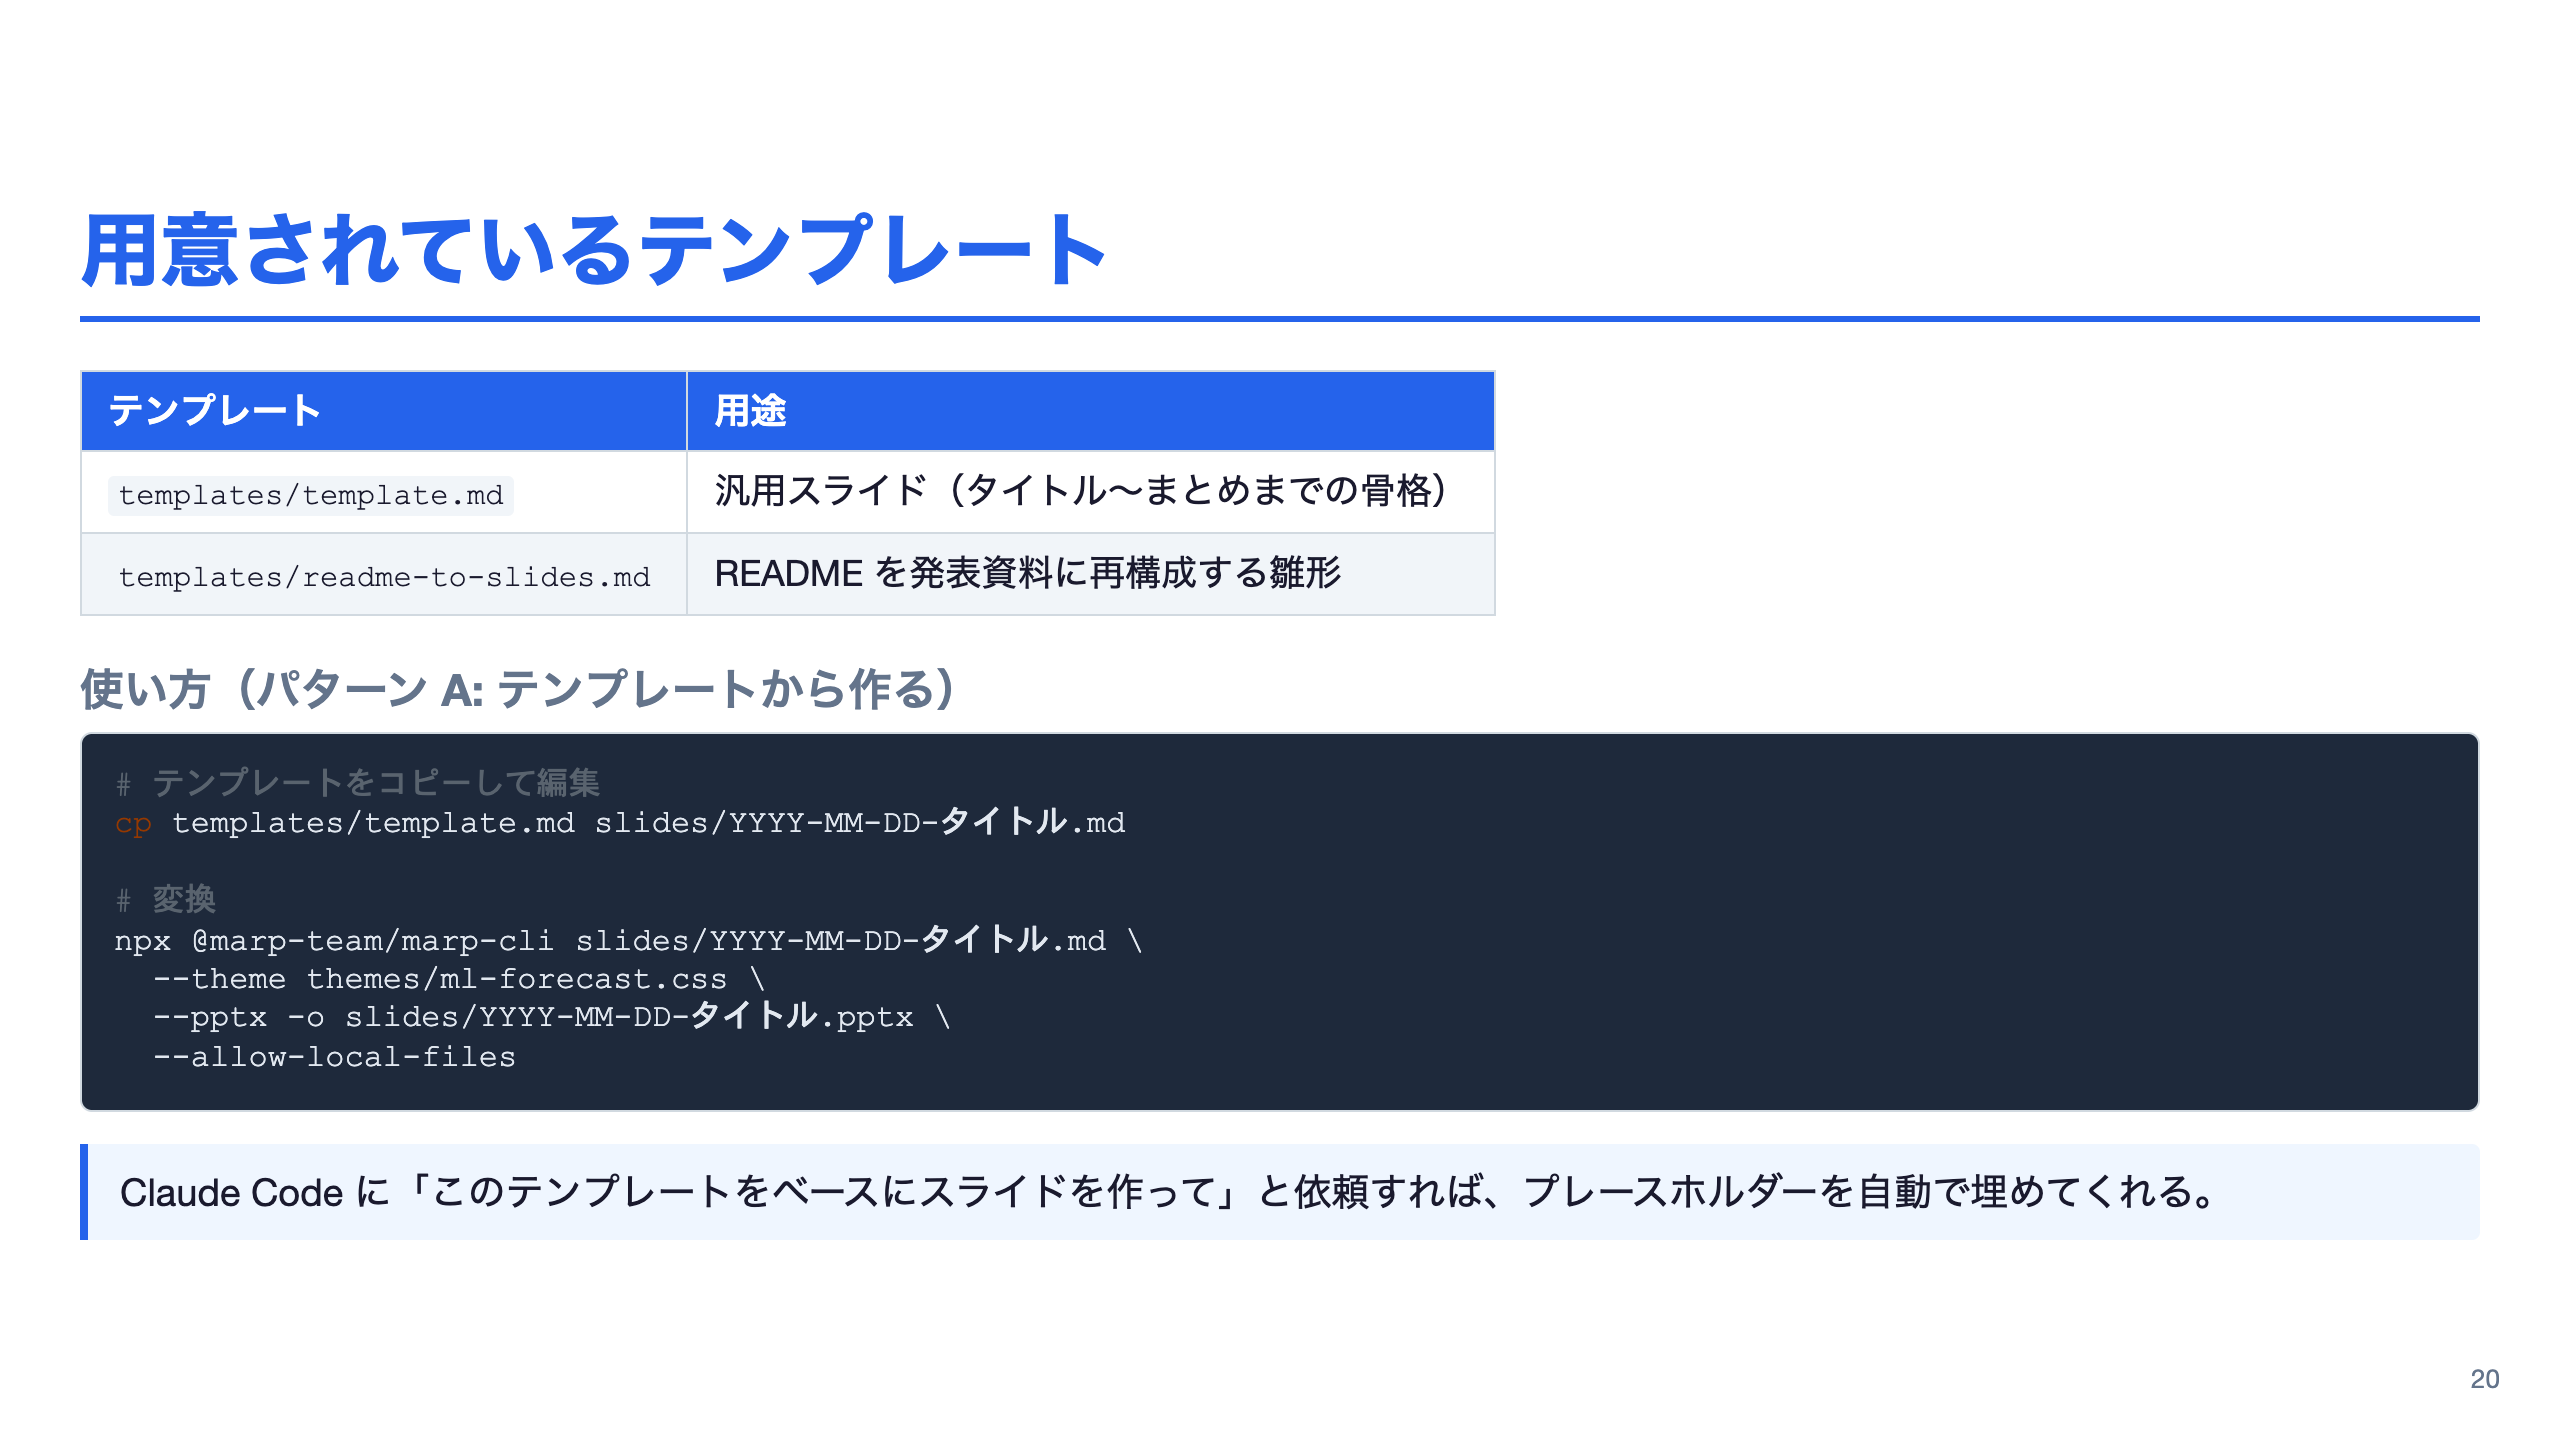 用意されているテンプレート
テンプレート 用途
templates/template.md 汎用スライド（タイトル〜まとめまでの骨格）
templates/readme-to-slides.md README を発表資料に再構成する雛形
使い方（パターン A: テンプレートから作る）
# テンプレートをコピーして編集
cp templates/template.md slides/YYYY-MM-DD-タイトル.md
# 変換
npx @marp-team/marp-cli slides/YYYY-MM-DD-タイトル.md \
--theme themes/ml-forecast.css \
--pptx -o slides/YYYY-MM-DD-タイトル.pptx \
--allow-local-files
Claude Code に「このテンプレートをベースにスライドを作って」と依頼すれば、プレースホルダーを自動で埋めてくれる。
20